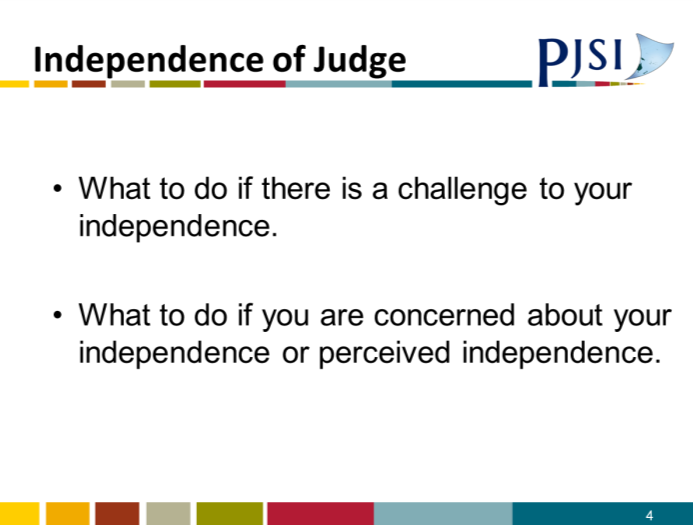 Independence of Judge
PJSI
• What to do if there is a challenge to your
independence.
• What to do if you are concerned about your
independence or perceived independence.
4